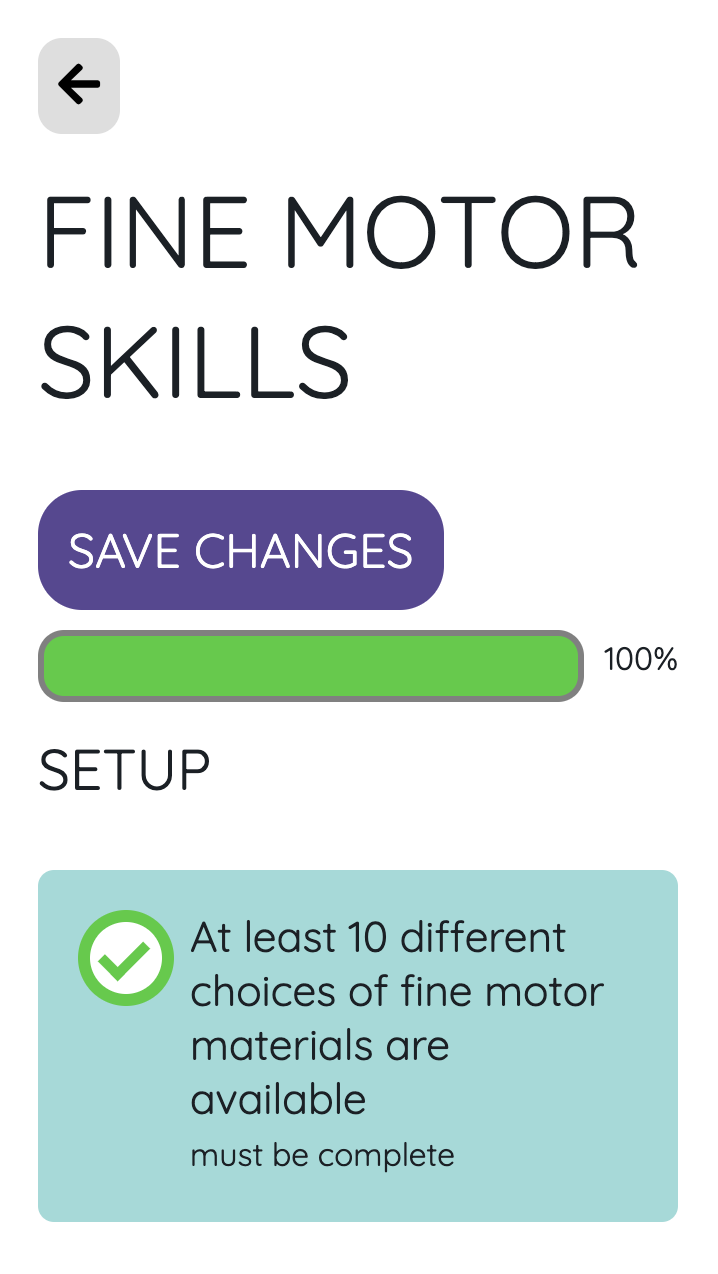 FINE MOTOR
SKILLS
SAVE CHANGES
100%
SETUP
At least 10 different
choices of fine motor
materials are
available
must be complete